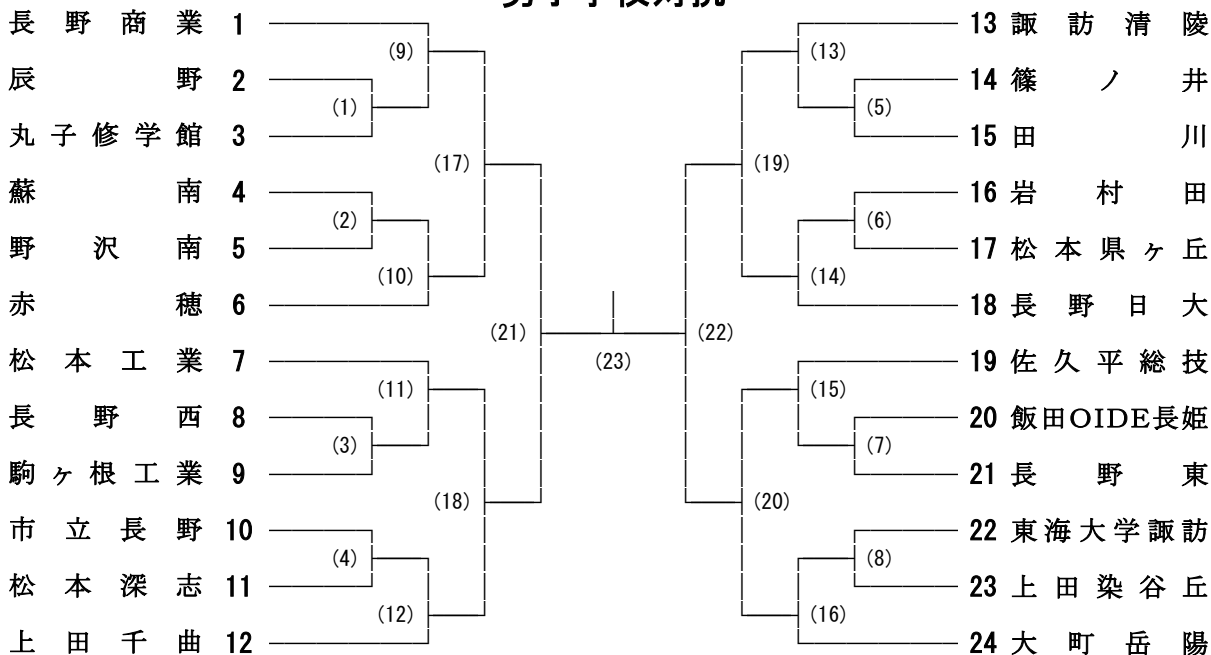 男子学校対抗
長野商業 1
辰野 2
丸子修学館 3
蘇南 4
野沢南 5
赤穂 6
松本工業 7
長野西 8
駒ヶ根工業 9
市立長野 10
松本深志 11
上田千曲 12
(1)
(2)
(3)
(4)
(9)
(10)
(11)
(12)
(17)
(18)
(21)
(23)
(22)
(19)
(20)
(13)
(14)
(15)
(16)
(5)
(6)
(7)
(8)
13 諏訪清陵
14 篠ノ井
15 田川
16 岩村田
17 松本県ヶ丘
18 長野日大
19 佐久平総技
20 飯田OIDE長姫
21 長野東
22 東海大学諏訪
23 上田染谷丘
24 大町岳陽